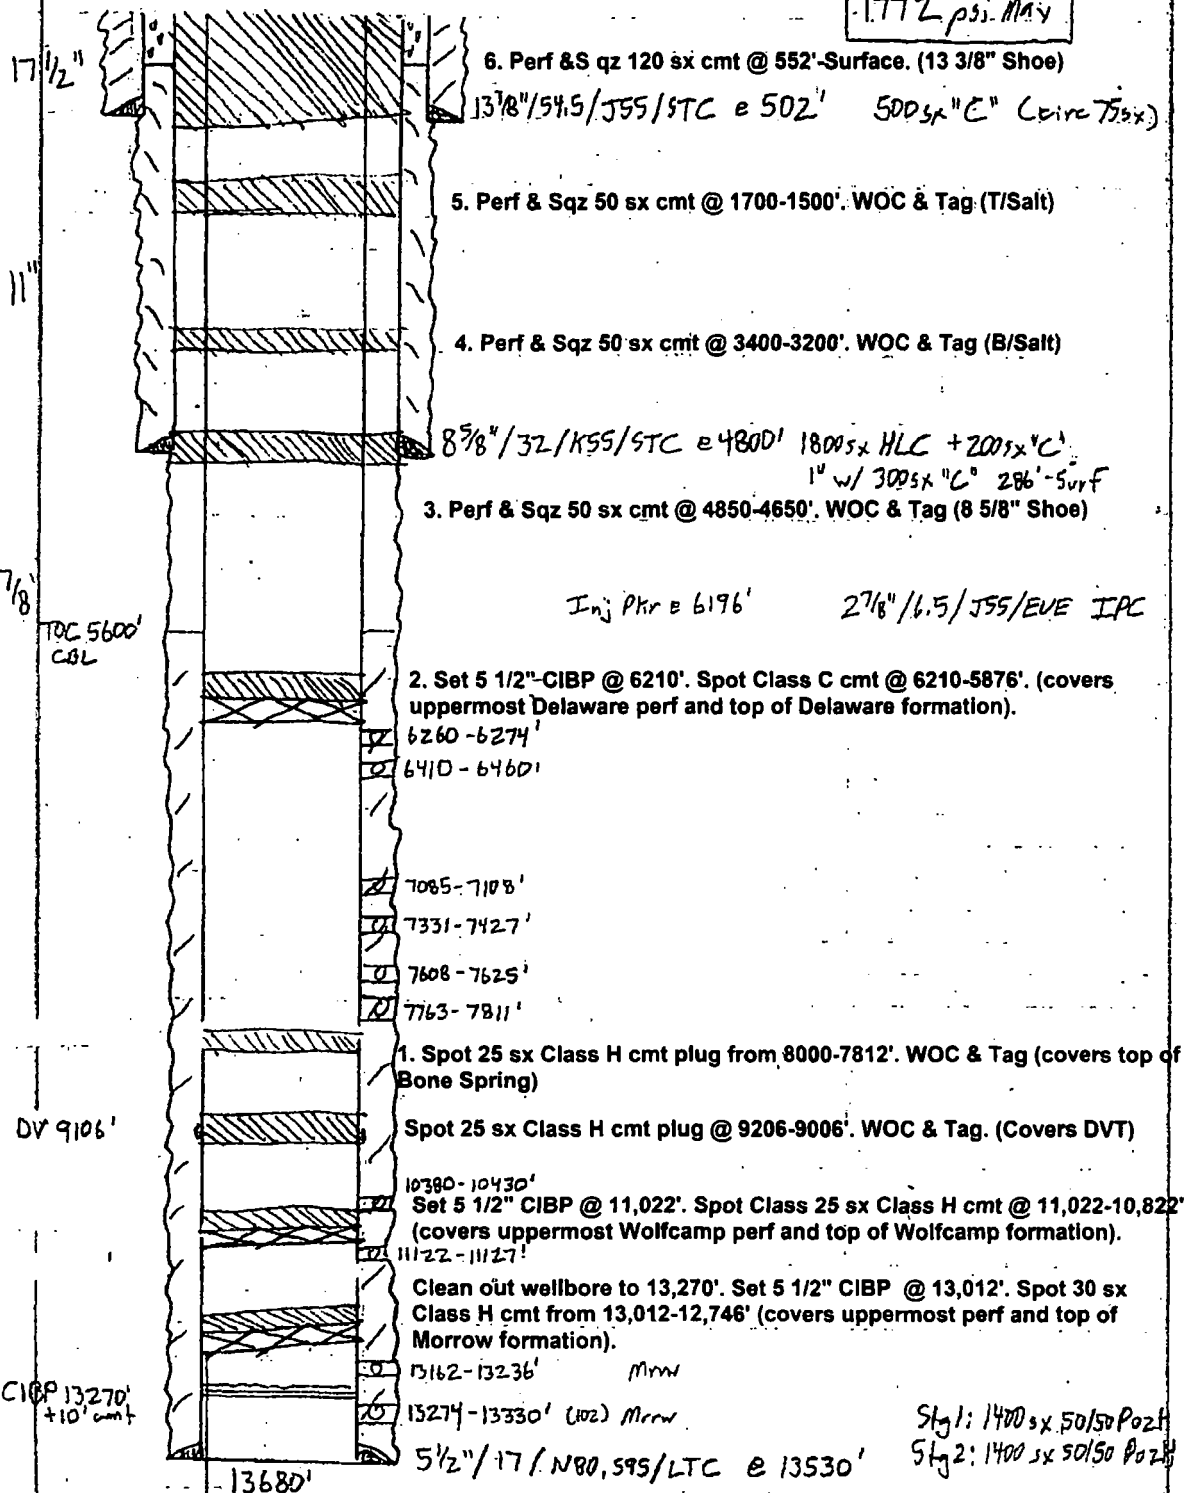 1772 psi. Max
17 1/2"
6. Perf &S qz 120 sx cmt @ 552'-Surface. (13 3/8" Shoe)
13 3/8"/54.5/J55/STC @ 502' 500sx "C" (circ 75sx)
5. Perf & Sqz 50 sx cmt @ 1700-1500'. WOC & Tag (T/Salt)
11"
4. Perf & Sqz 50 sx cmt @ 3400-3200'. WOC & Tag (B/Salt)
8 5/8"/32/K55/STC @ 4800' 1800sx HLC + 200sx "C"
1" w/ 300sx "C" 286'-Surf
3. Perf & Sqz 50 sx cmt @ 4850-4650'. WOC & Tag (8 5/8" Shoe)
7/8"
Inj Pkr @ 6196' 2 7/8"/6.5/J55/EUE IPC
TOC 5600'
CBL
2. Set 5 1/2" CIBP @ 6210'. Spot Class C cmt @ 6210-5876'. (covers
uppermost Delaware perf and top of Delaware formation).
6260-6274'
6410-6460'
7085-7108'
7331-7427'
7608-7625'
7763-7811'
1. Spot 25 sx Class H cmt plug from 8000-7812'. WOC & Tag (covers top of
Bone Spring)
DV 9106'
Spot 25 sx Class H cmt plug @ 9206-9006'. WOC & Tag. (Covers DVT)
10380-10430'
Set 5 1/2" CIBP @ 11,022'. Spot Class 25 sx Class H cmt @ 11,022-10,822'
(covers uppermost Wolfcamp perf and top of Wolfcamp formation).
11122-11127'
Clean out wellbore to 13,270'. Set 5 1/2" CIBP @ 13,012'. Spot 30 sx
Class H cmt from 13,012-12,746' (covers uppermost perf and top of
Morrow formation).
13162-13236' Mrrw
CIBP 13270'
+10' cmt
13274-13330' (102) Mrrw
Stg1: 1400 sx 50/50 PozH
Stg2: 1400 sx 50/50 PozH
5 1/2"/17/N80,S95/LTC @ 13530'
13680'